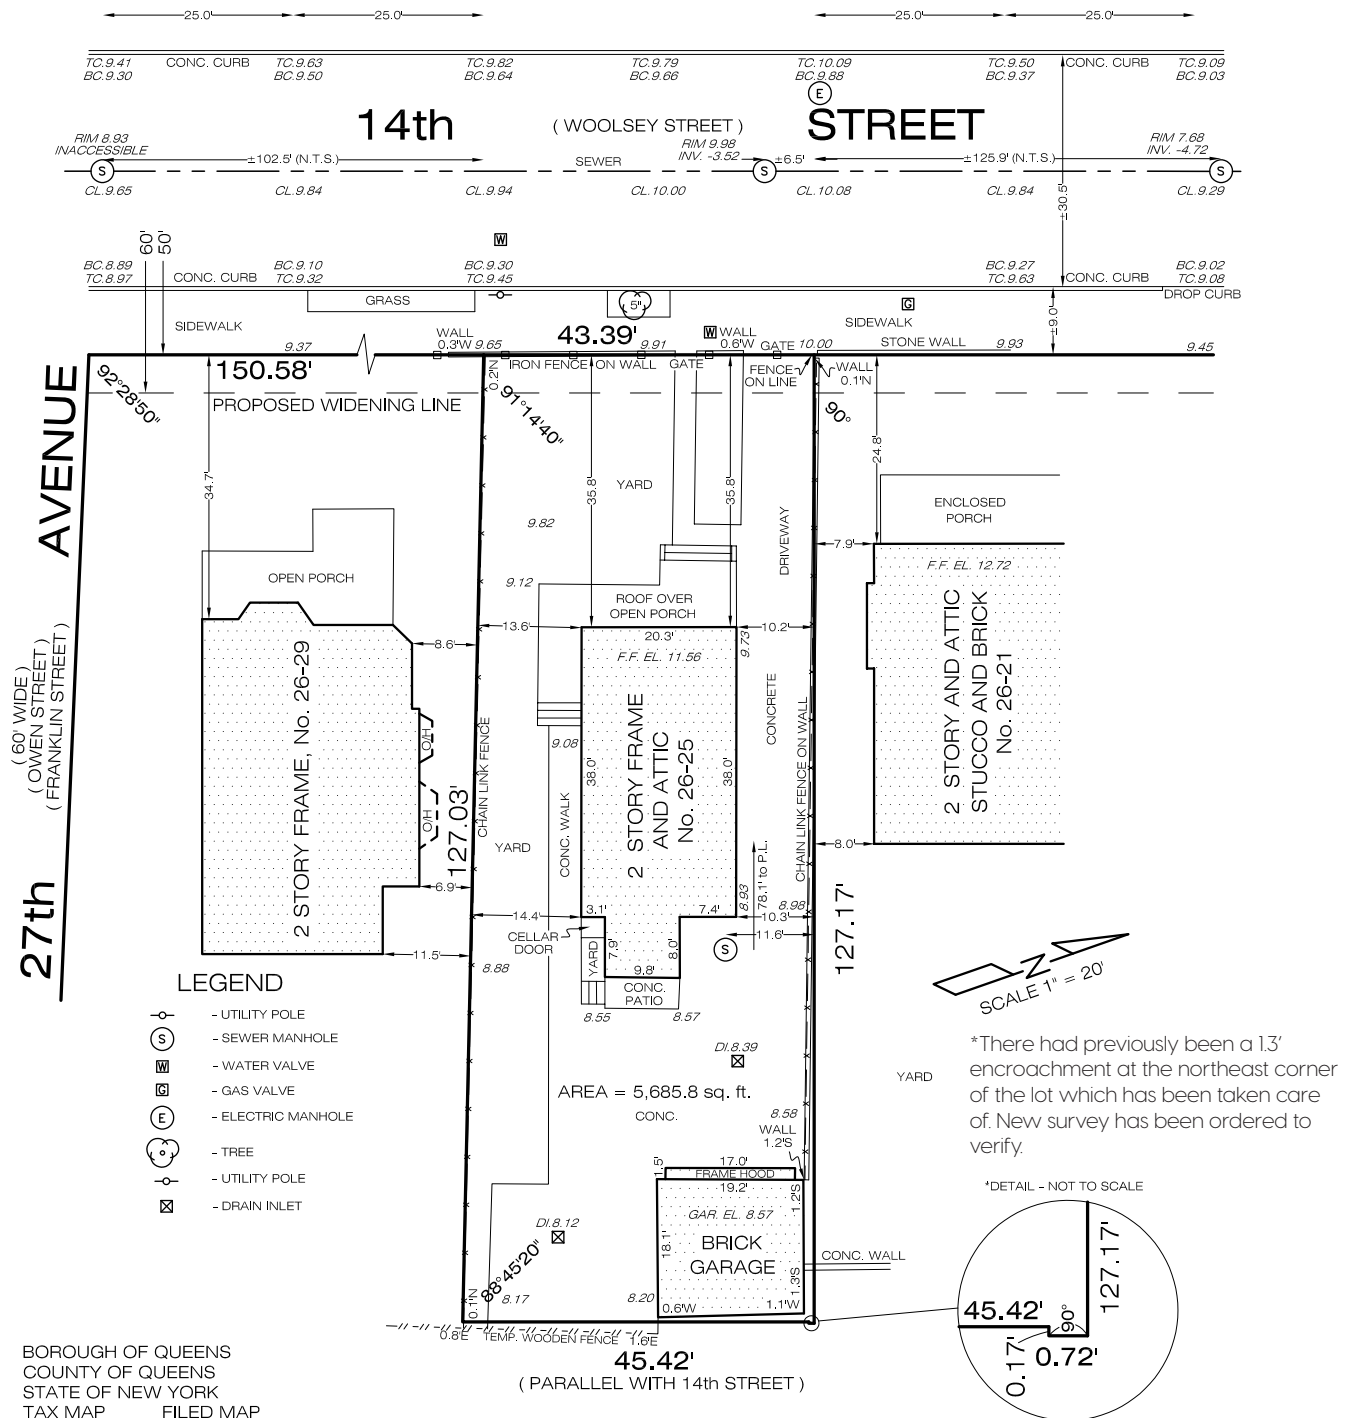 25.0'
14.0'
25.0'
25.0'
TC.9.41
BC.9.30
CONC. CURB
TC.9.63
BC.9.50
TC.9.82
BC.9.64
TC.9.79
BC.9.66
TC.10.09
BC.9.88
TC.9.50
BC.9.37
CONC. CURB
TC.9.09
BC.9.03
E
14th
( WOOLSEY STREET )
STREET
RIM 8.93
INACCESSIBLE
±102.5' (N.T.S.)
SEWER
RIM 9.98
INV. -3.52
±6.5'
±125.9' (N.T.S.)
RIM 7.68
INV. -4.72
S
S
S
CL.9.65
CL.9.84
CL.9.94
CL.10.00
CL.10.08
CL.9.84
CL.9.29
±30.5'
60'
50'
W
BC.8.89
TC.8.97
CONC. CURB
BC.9.10
TC.9.32
BC.9.30
TC.9.45
BC.9.27
TC.9.63
CONC. CURB
BC.9.02
TC.9.08
DROP CURB
GRASS
5"
G
±9.0'
SIDEWALK
SIDEWALK
9.37
WALL
0.3'W
9.65
43.39'
9.91
W
WALL
0.6'W
GATE
10.00
STONE WALL
9.93
9.45
150.58'
0.2'N
IRON FENCE ON WALL
GATE
FENCE
ON LINE
WALL
0.1'N
92°28'50"
PROPOSED WIDENING LINE
91°14'40"
90°
AVENUE
34.7'
35.8'
YARD
35.8'
24.8'
ENCLOSED
PORCH
9.82
DRIVEWAY
7.9'
OPEN PORCH
9.12
ROOF OVER
OPEN PORCH
F.F. EL. 12.72
8.6'
13.6'
20.3'
10.2'
9.73
F.F. EL. 11.56
2 STORY AND ATTIC
STUCCO AND BRICK
No. 26-21
( 60' WIDE )
( OWEN STREET )
( FRANKLIN STREET )
2 STORY FRAME, No. 26-29
O/H
O/H
CHAIN LINK FENCE
127.03'
9.08
38.0'
2 STORY FRAME
AND ATTIC
No. 26-25
38.0'
CONCRETE
CHAIN LINK FENCE ON WALL
YARD
CONC. WALK
8.0'
6.9'
8.93
78.1' to P.L.
8.98
127.17'
27th
14.4'
3.1'
7.4'
10.3'
CELLAR
DOOR
11.6'
11.5'
8.88
YARD
7.9'
8.0'
9.8'
S
CONC.
PATIO
8.55
8.57
LEGEND
- UTILITY POLE
S - SEWER MANHOLE
W - WATER VALVE
G - GAS VALVE
E - ELECTRIC MANHOLE
- TREE
- UTILITY POLE
- DRAIN INLET
SCALE 1" = 20'
N
DI.8.39
AREA = 5,685.8 sq. ft.
CONC.
YARD
8.58
WALL
1.2'S
*There had previously been a 1.3'
encroachment at the northeast corner
of the lot which has been taken care
of. New survey has been ordered to
verify.
1.5'
17.0'
FRAME HOOD
19.2'
1.2'S
GAR. EL. 8.57
18.1'
BRICK
GARAGE
1.3'S
CONC. WALL
DI.8.12
88°45'20"
0.1'N
8.17
8.20
0.6'W
1.1'W
0.8'E
TEMP. WOODEN FENCE
1.6'E
45.42'
( PARALLEL WITH 14th STREET )
*DETAIL - NOT TO SCALE
45.42'
90°
127.17'
0.17'
0.72'
BOROUGH OF QUEENS
COUNTY OF QUEENS
STATE OF NEW YORK
TAX MAP FILED MAP